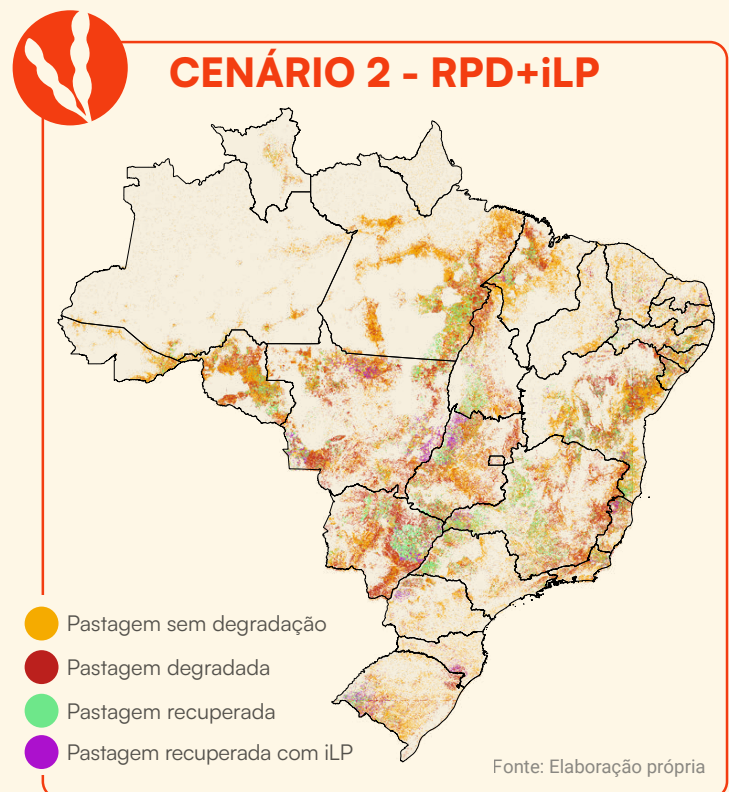 CENÁRIO 2 - RPD+iLP
Pastagem sem degradação
Pastagem degradada
Pastagem recuperada
Pastagem recuperada com iLP
Fonte: Elaboração própria